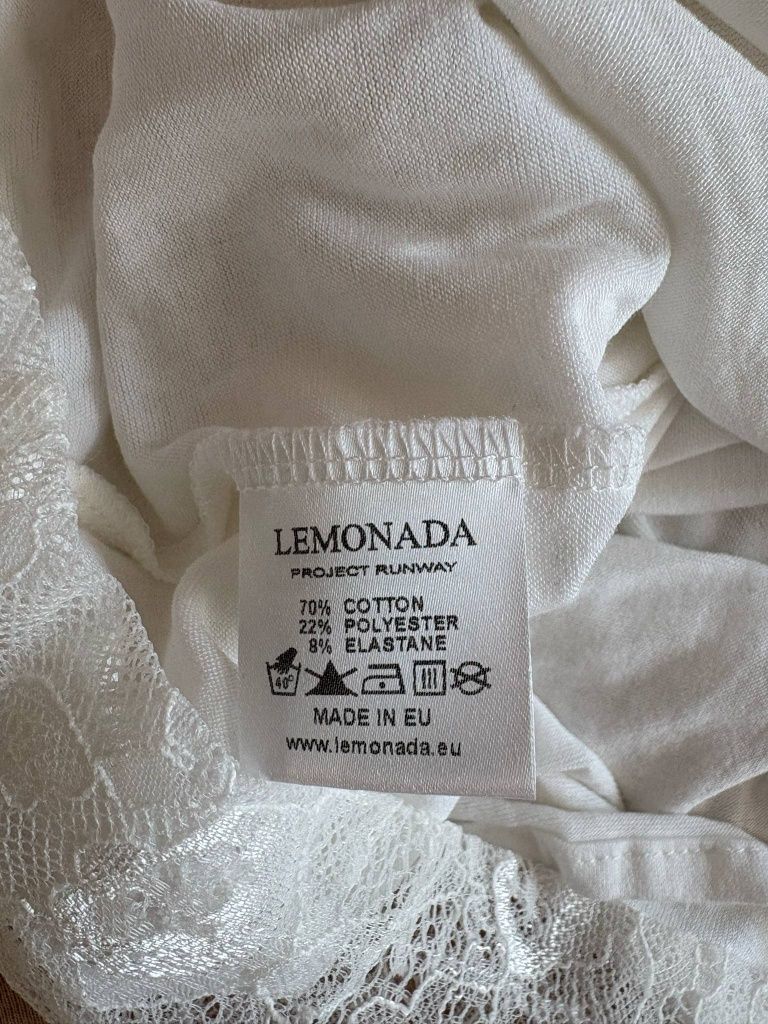 LEMONADA
PROJECT RUNWAY
70% COTTON
22% POLYESTER
8% ELASTANE
40°
MADE IN EU
www.lemonada.eu